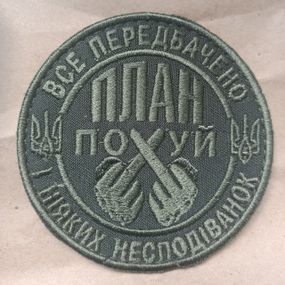 ВСЕ ПЕРЕДБАЧЕНО
ПЛАН
ПОХУЙ
І НІЯКИХ НЕСПОДІВАНОК